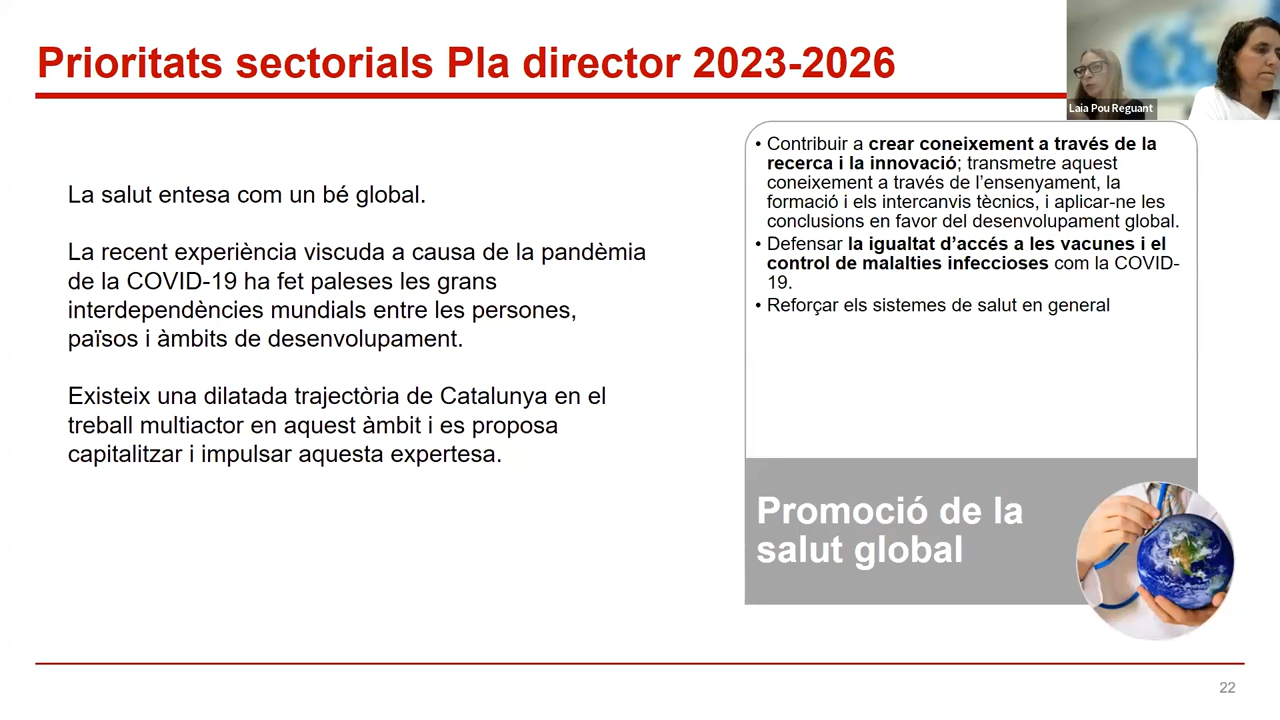 Prioritats sectorials Pla director 2023-2026
Laia Pou Reguant
La salut entesa com un bé global.
La recent experiència viscuda a causa de la pandèmia
de la COVID-19 ha fet paleses les grans
interdependències mundials entre les persones,
països i àmbits de desenvolupament.
Existeix una dilatada trajectòria de Catalunya en el
treball multiactor en aquest àmbit i es proposa
capitalitzar i impulsar aquesta expertesa.
• Contribuir a crear coneixement a través de la
recerca i la innovació; transmetre aquest
coneixement a través de l’ensenyament, la
formació i els intercanvis tècnics, i aplicar-ne les
conclusions en favor del desenvolupament global.
• Defensar la igualtat d’accés a les vacunes i el
control de malalties infeccioses com la COVID-
19.
• Reforçar els sistemes de salut en general
Promoció de la
salut global
22